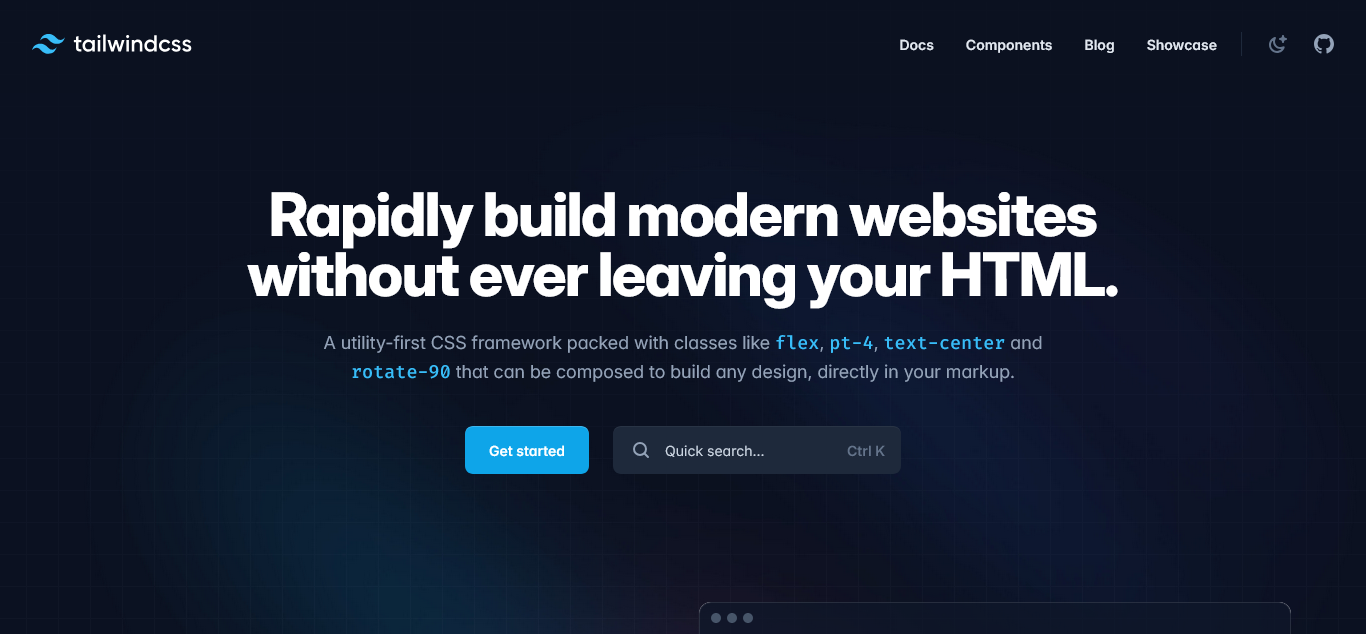 tailwindcss
Docs Components Blog Showcase
Rapidly build modern websites
without ever leaving your HTML.
A utility-first CSS framework packed with classes like flex, pt-4, text-center and
rotate-90 that can be composed to build any design, directly in your markup.
Get started
Quick search... Ctrl K